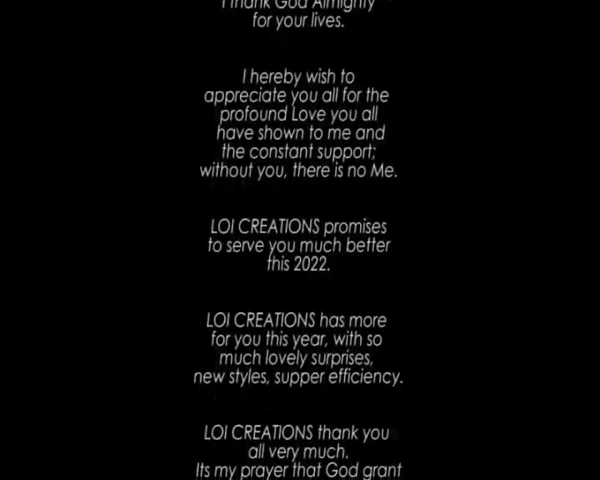 I thank God Almighty
for your lives.
I hereby wish to
appreciate you all for the
profound Love you all
have shown to me and
the constant support;
without you, there is no Me.
LOI CREATIONS promises
to serve you much better
this 2022.
LOI CREATIONS has more
for you this year, with so
much lovely surprises,
new styles, supper efficiency.
LOI CREATIONS thank you
all very much.
Its my prayer that God grant